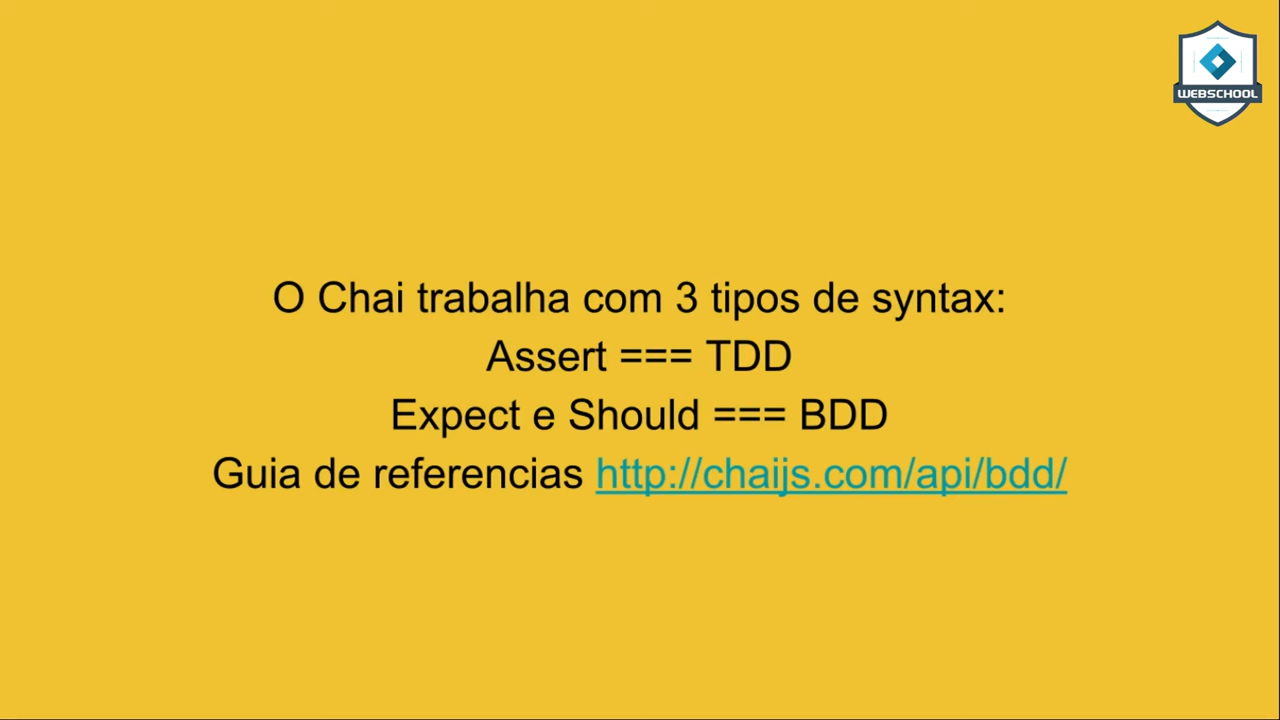 WEBSCHOOL
O Chai trabalha com 3 tipos de syntax:
Assert === TDD
Expect e Should === BDD
Guia de referencias http://chaijs.com/api/bdd/